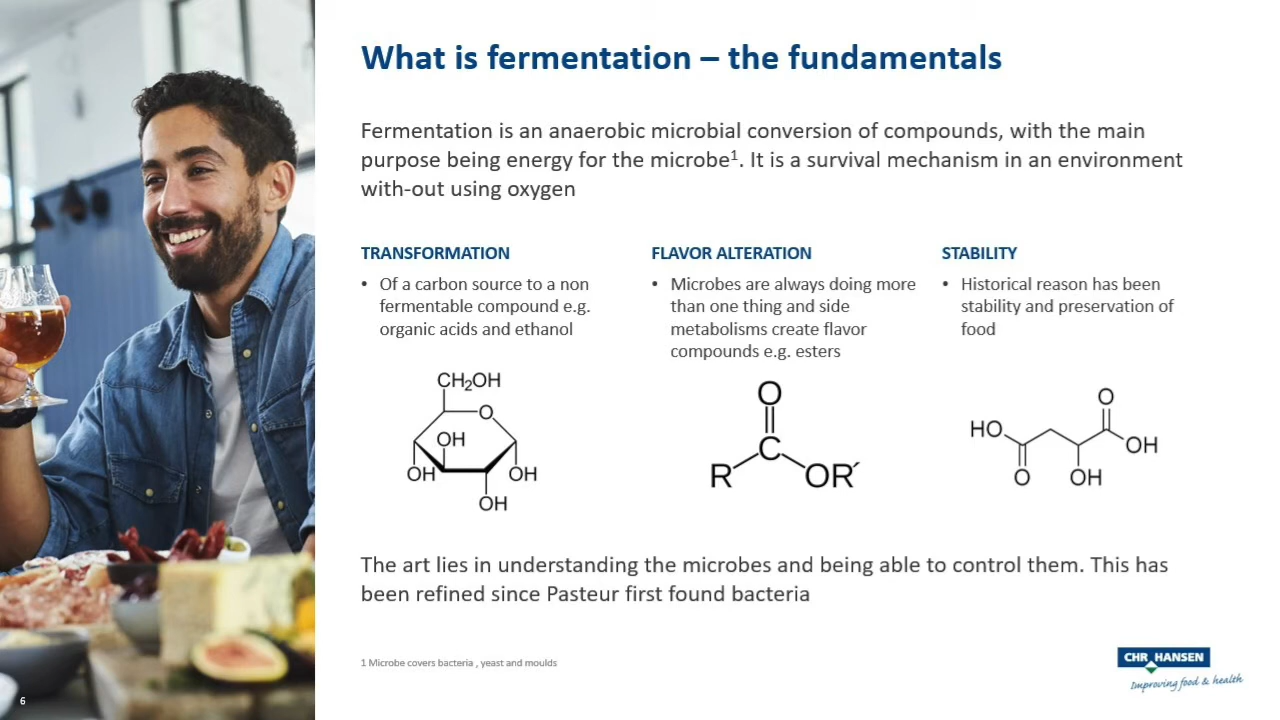 What is fermentation – the fundamentals
Fermentation is an anaerobic microbial conversion of compounds, with the main
purpose being energy for the microbe¹. It is a survival mechanism in an environment
with-out using oxygen
TRANSFORMATION
• Of a carbon source to a non
fermentable compound e.g.
organic acids and ethanol
FLAVOR ALTERATION
• Microbes are always doing more
than one thing and side
metabolisms create flavor
compounds e.g. esters
STABILITY
• Historical reason has been
stability and preservation of
food
CH₂OH
O
OH
OH
OH
OH
O
C
R
OR´
O
HO
OH
O
OH
The art lies in understanding the microbes and being able to control them. This has
been refined since Pasteur first found bacteria
1 Microbe covers bacteria , yeast and moulds
CHR HANSEN
Improving food & health
6